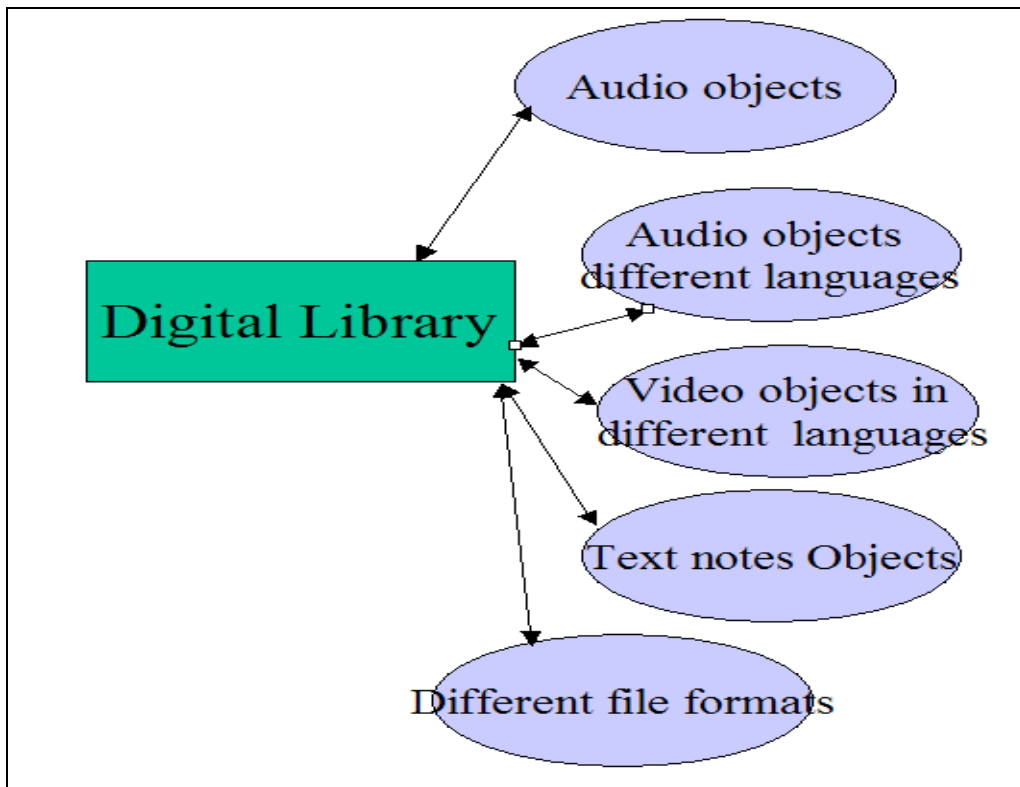 Audio objects
Audio objects
different languages
Digital Library
Video objects in
different languages
Text notes Objects
Different file formats